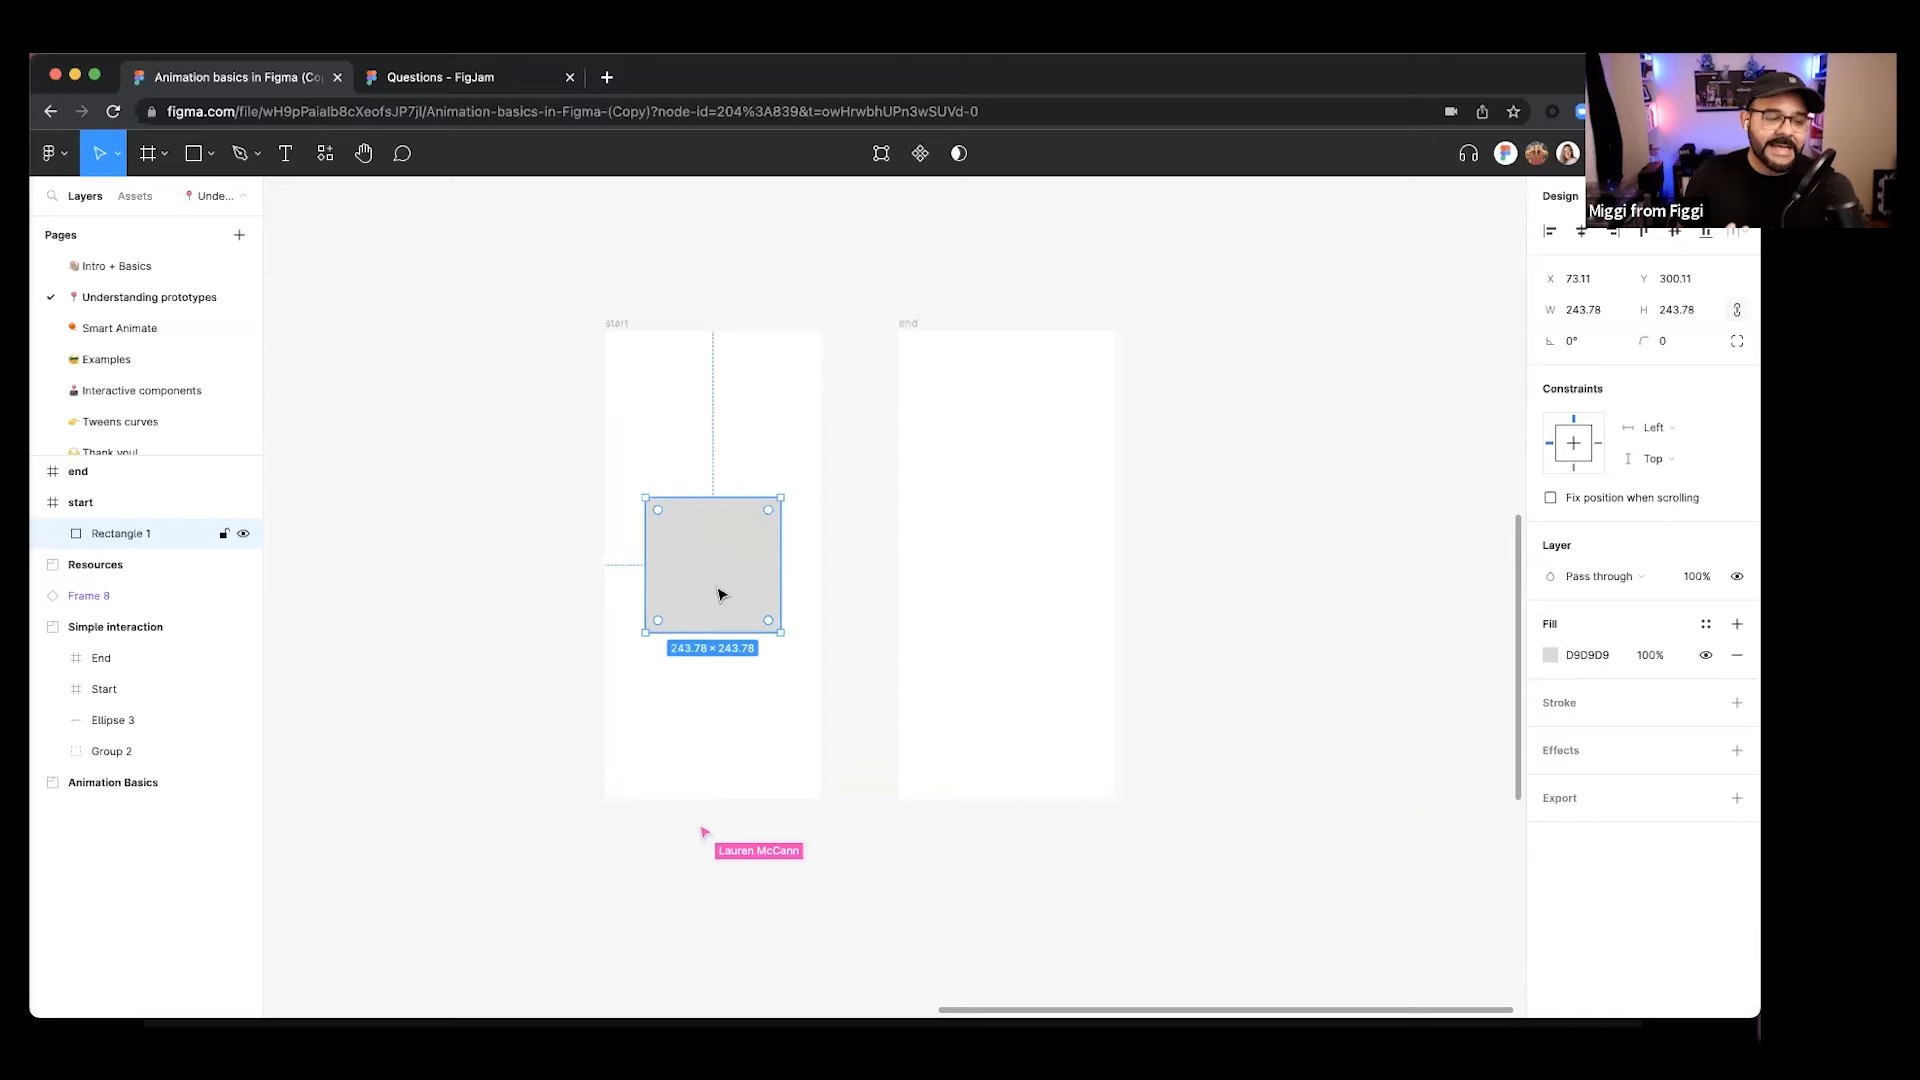 Animation basics in Figma (Co
Questions - FigJam
figma.com/file/wH9pPaiaIb8cXeofsJP7jl/Animation-basics-in-Figma-(Copy)?node-id=204%3A839&t=owHrwbhUPn3wSUVd-0
Miggi from Figgi
Layers
Assets
Unde...
Design
Pages
Intro + Basics
Understanding prototypes
Smart Animate
Examples
Interactive components
Tweens curves
Thank you!
end
start
Rectangle 1
Resources
Frame 8
Simple interaction
End
Start
Ellipse 3
Group 2
Animation Basics
start
end
243.78 × 243.78
Lauren McCann
X 73.11 Y 300.11
W 243.78 H 243.78
0° 0
Constraints
Left
Top
Fix position when scrolling
Layer
Pass through 100%
Fill
D9D9D9 100%
Stroke
Effects
Export